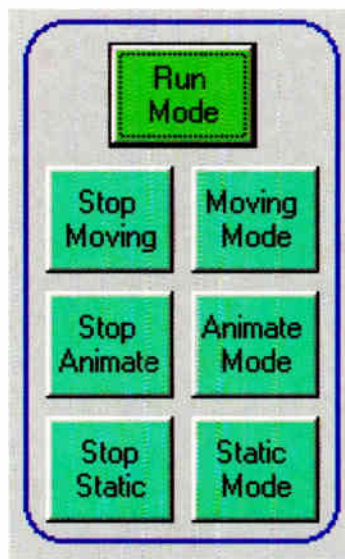 Run
Mode
Stop
Moving
Moving
Mode
Stop
Animate
Animate
Mode
Stop
Static
Static
Mode